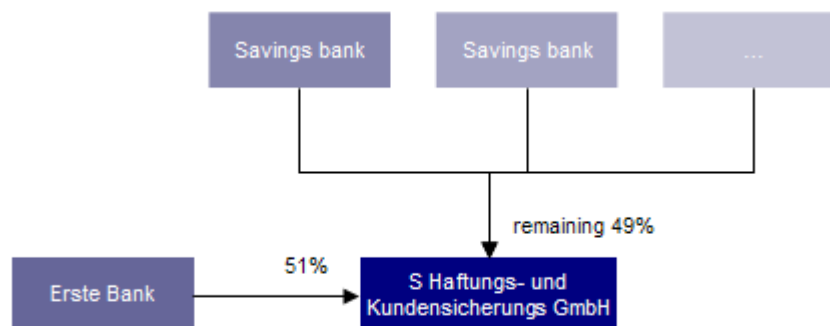 Savings bank
Savings bank
...
remaining 49%
51%
Erste Bank
S Haftungs- und
Kundensicherungs GmbH